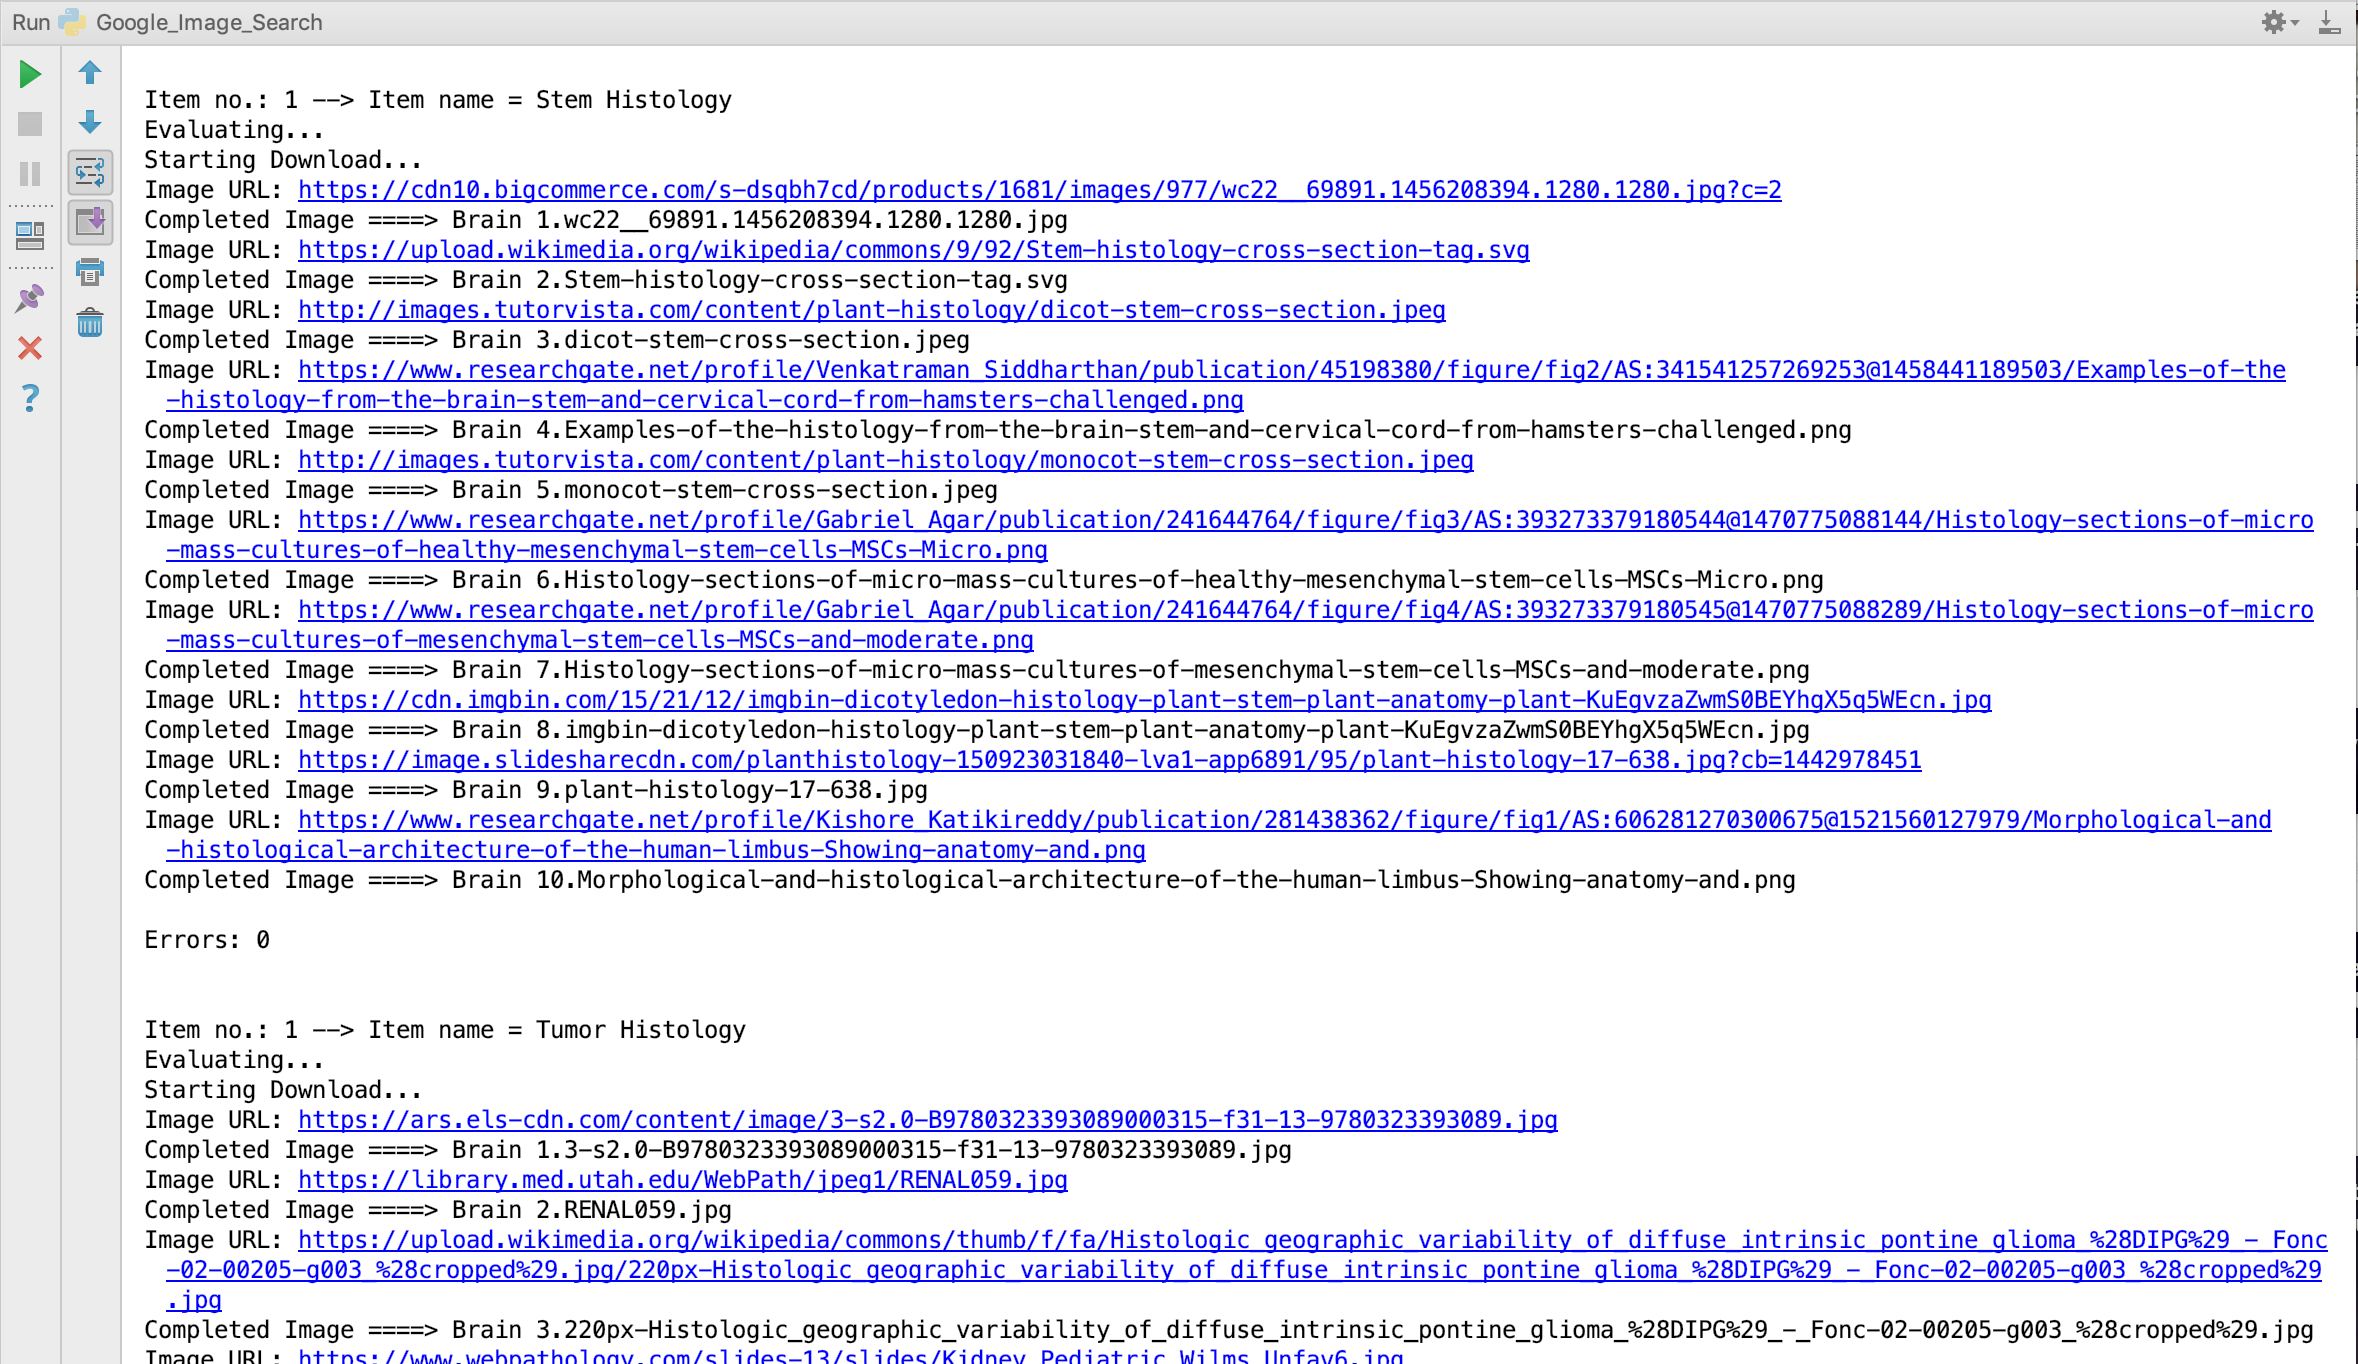 Run Google_Image_Search
Item no.: 1 --> Item name = Stem Histology
Evaluating...
Starting Download...
Image URL: https://cdn10.bigcommerce.com/s-dsqbh7cd/products/1681/images/977/wc22__69891.1456208394.1280.1280.jpg?c=2
Completed Image ====> Brain 1.wc22__69891.1456208394.1280.1280.jpg
Image URL: https://upload.wikimedia.org/wikipedia/commons/9/92/Stem-histology-cross-section-tag.svg
Completed Image ====> Brain 2.Stem-histology-cross-section-tag.svg
Image URL: http://images.tutorvista.com/content/plant-histology/dicot-stem-cross-section.jpeg
Completed Image ====> Brain 3.dicot-stem-cross-section.jpeg
Image URL: https://www.researchgate.net/profile/Venkatraman_Siddharthan/publication/45198380/figure/fig2/AS:341541257269253@1458441189503/Examples-of-the
-histology-from-the-brain-stem-and-cervical-cord-from-hamsters-challenged.png
Completed Image ====> Brain 4.Examples-of-the-histology-from-the-brain-stem-and-cervical-cord-from-hamsters-challenged.png
Image URL: http://images.tutorvista.com/content/plant-histology/monocot-stem-cross-section.jpeg
Completed Image ====> Brain 5.monocot-stem-cross-section.jpeg
Image URL: https://www.researchgate.net/profile/Gabriel_Agar/publication/241644764/figure/fig3/AS:393273379180544@1470775088144/Histology-sections-of-micro
-mass-cultures-of-healthy-mesenchymal-stem-cells-MSCs-Micro.png
Completed Image ====> Brain 6.Histology-sections-of-micro-mass-cultures-of-healthy-mesenchymal-stem-cells-MSCs-Micro.png
Image URL: https://www.researchgate.net/profile/Gabriel_Agar/publication/241644764/figure/fig4/AS:393273379180545@1470775088289/Histology-sections-of-micro
-mass-cultures-of-mesenchymal-stem-cells-MSCs-and-moderate.png
Completed Image ====> Brain 7.Histology-sections-of-micro-mass-cultures-of-mesenchymal-stem-cells-MSCs-and-moderate.png
Image URL: https://cdn.imgbin.com/15/21/12/imgbin-dicotyledon-histology-plant-stem-plant-anatomy-plant-KuEgvzaZwmS0BEYhgX5q5WEcn.jpg
Completed Image ====> Brain 8.imgbin-dicotyledon-histology-plant-stem-plant-anatomy-plant-KuEgvzaZwmS0BEYhgX5q5WEcn.jpg
Image URL: https://image.slidesharecdn.com/planthistology-150923031840-lva1-app6891/95/plant-histology-17-638.jpg?cb=1442978451
Completed Image ====> Brain 9.plant-histology-17-638.jpg
Image URL: https://www.researchgate.net/profile/Kishore_Katikireddy/publication/281438362/figure/fig1/AS:606281270300675@1521560127979/Morphological-and
-histological-architecture-of-the-human-limbus-Showing-anatomy-and.png
Completed Image ====> Brain 10.Morphological-and-histological-architecture-of-the-human-limbus-Showing-anatomy-and.png
Errors: 0
Item no.: 1 --> Item name = Tumor Histology
Evaluating...
Starting Download...
Image URL: https://ars.els-cdn.com/content/image/3-s2.0-B9780323393089000315-f31-13-9780323393089.jpg
Completed Image ====> Brain 1.3-s2.0-B9780323393089000315-f31-13-9780323393089.jpg
Image URL: https://library.med.utah.edu/WebPath/jpeg1/RENAL059.jpg
Completed Image ====> Brain 2.RENAL059.jpg
Image URL: https://upload.wikimedia.org/wikipedia/commons/thumb/f/fa/Histologic_geographic_variability_of_diffuse_intrinsic_pontine_glioma_%28DIPG%29_-_Fonc
-02-00205-g003_%28cropped%29.jpg/220px-Histologic_geographic_variability_of_diffuse_intrinsic_pontine_glioma_%28DIPG%29_-_Fonc-02-00205-g003_%28cropped%29
.jpg
Completed Image ====> Brain 3.220px-Histologic_geographic_variability_of_diffuse_intrinsic_pontine_glioma_%28DIPG%29_-_Fonc-02-00205-g003_%28cropped%29.jpg
Image URL: https://www.webpathology.com/slides-13/slides/Kidney_Pediatric_Wilms_Unfav6.jpg